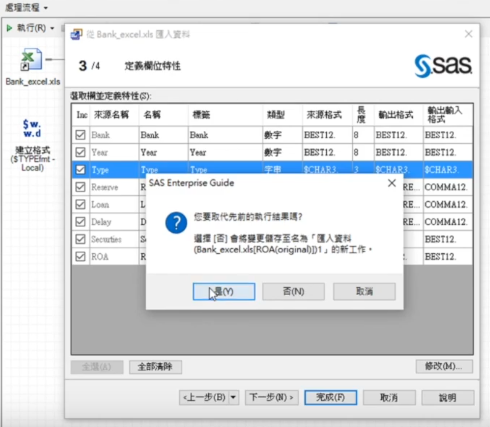 處理流程
執行(R)
從 Bank_excel.xls 匯入資料
3 /4 定義欄位特性
sas
Bank_excel.xls
選取欄並定義特性(S):
Inc 來源名稱 名稱 標籤 類型 來源格式 長度 輸出格式 輸出輸入格式
Bank Bank Bank 數字 BEST12. 8 BEST12. BEST12.
Year Year Year 數字 BEST12. 8 BEST12. BEST12.
Type Type Type 字串 $CHAR3. 3 $CHAR3. $CHAR3.
Reserve R RE... COMMA12.
Loan L RE... COMMA12.
Delay D RE... COMMA12.
Securties S BEST12.
ROA R BEST12.
$w.
w.d
建立格式
($TYPEfmt -
Local)
SAS Enterprise Guide
您要取代先前的執行結果嗎?
選擇 [否] 會將變更儲存至名為「匯入資料
(Bank_excel.xls[ROA(original)])1」的新工作。
是(Y) 否(N) 取消
全選(A) 全部清除 修改(M)...
<上一步(B) 下一步(N) > 完成(F) 取消 說明